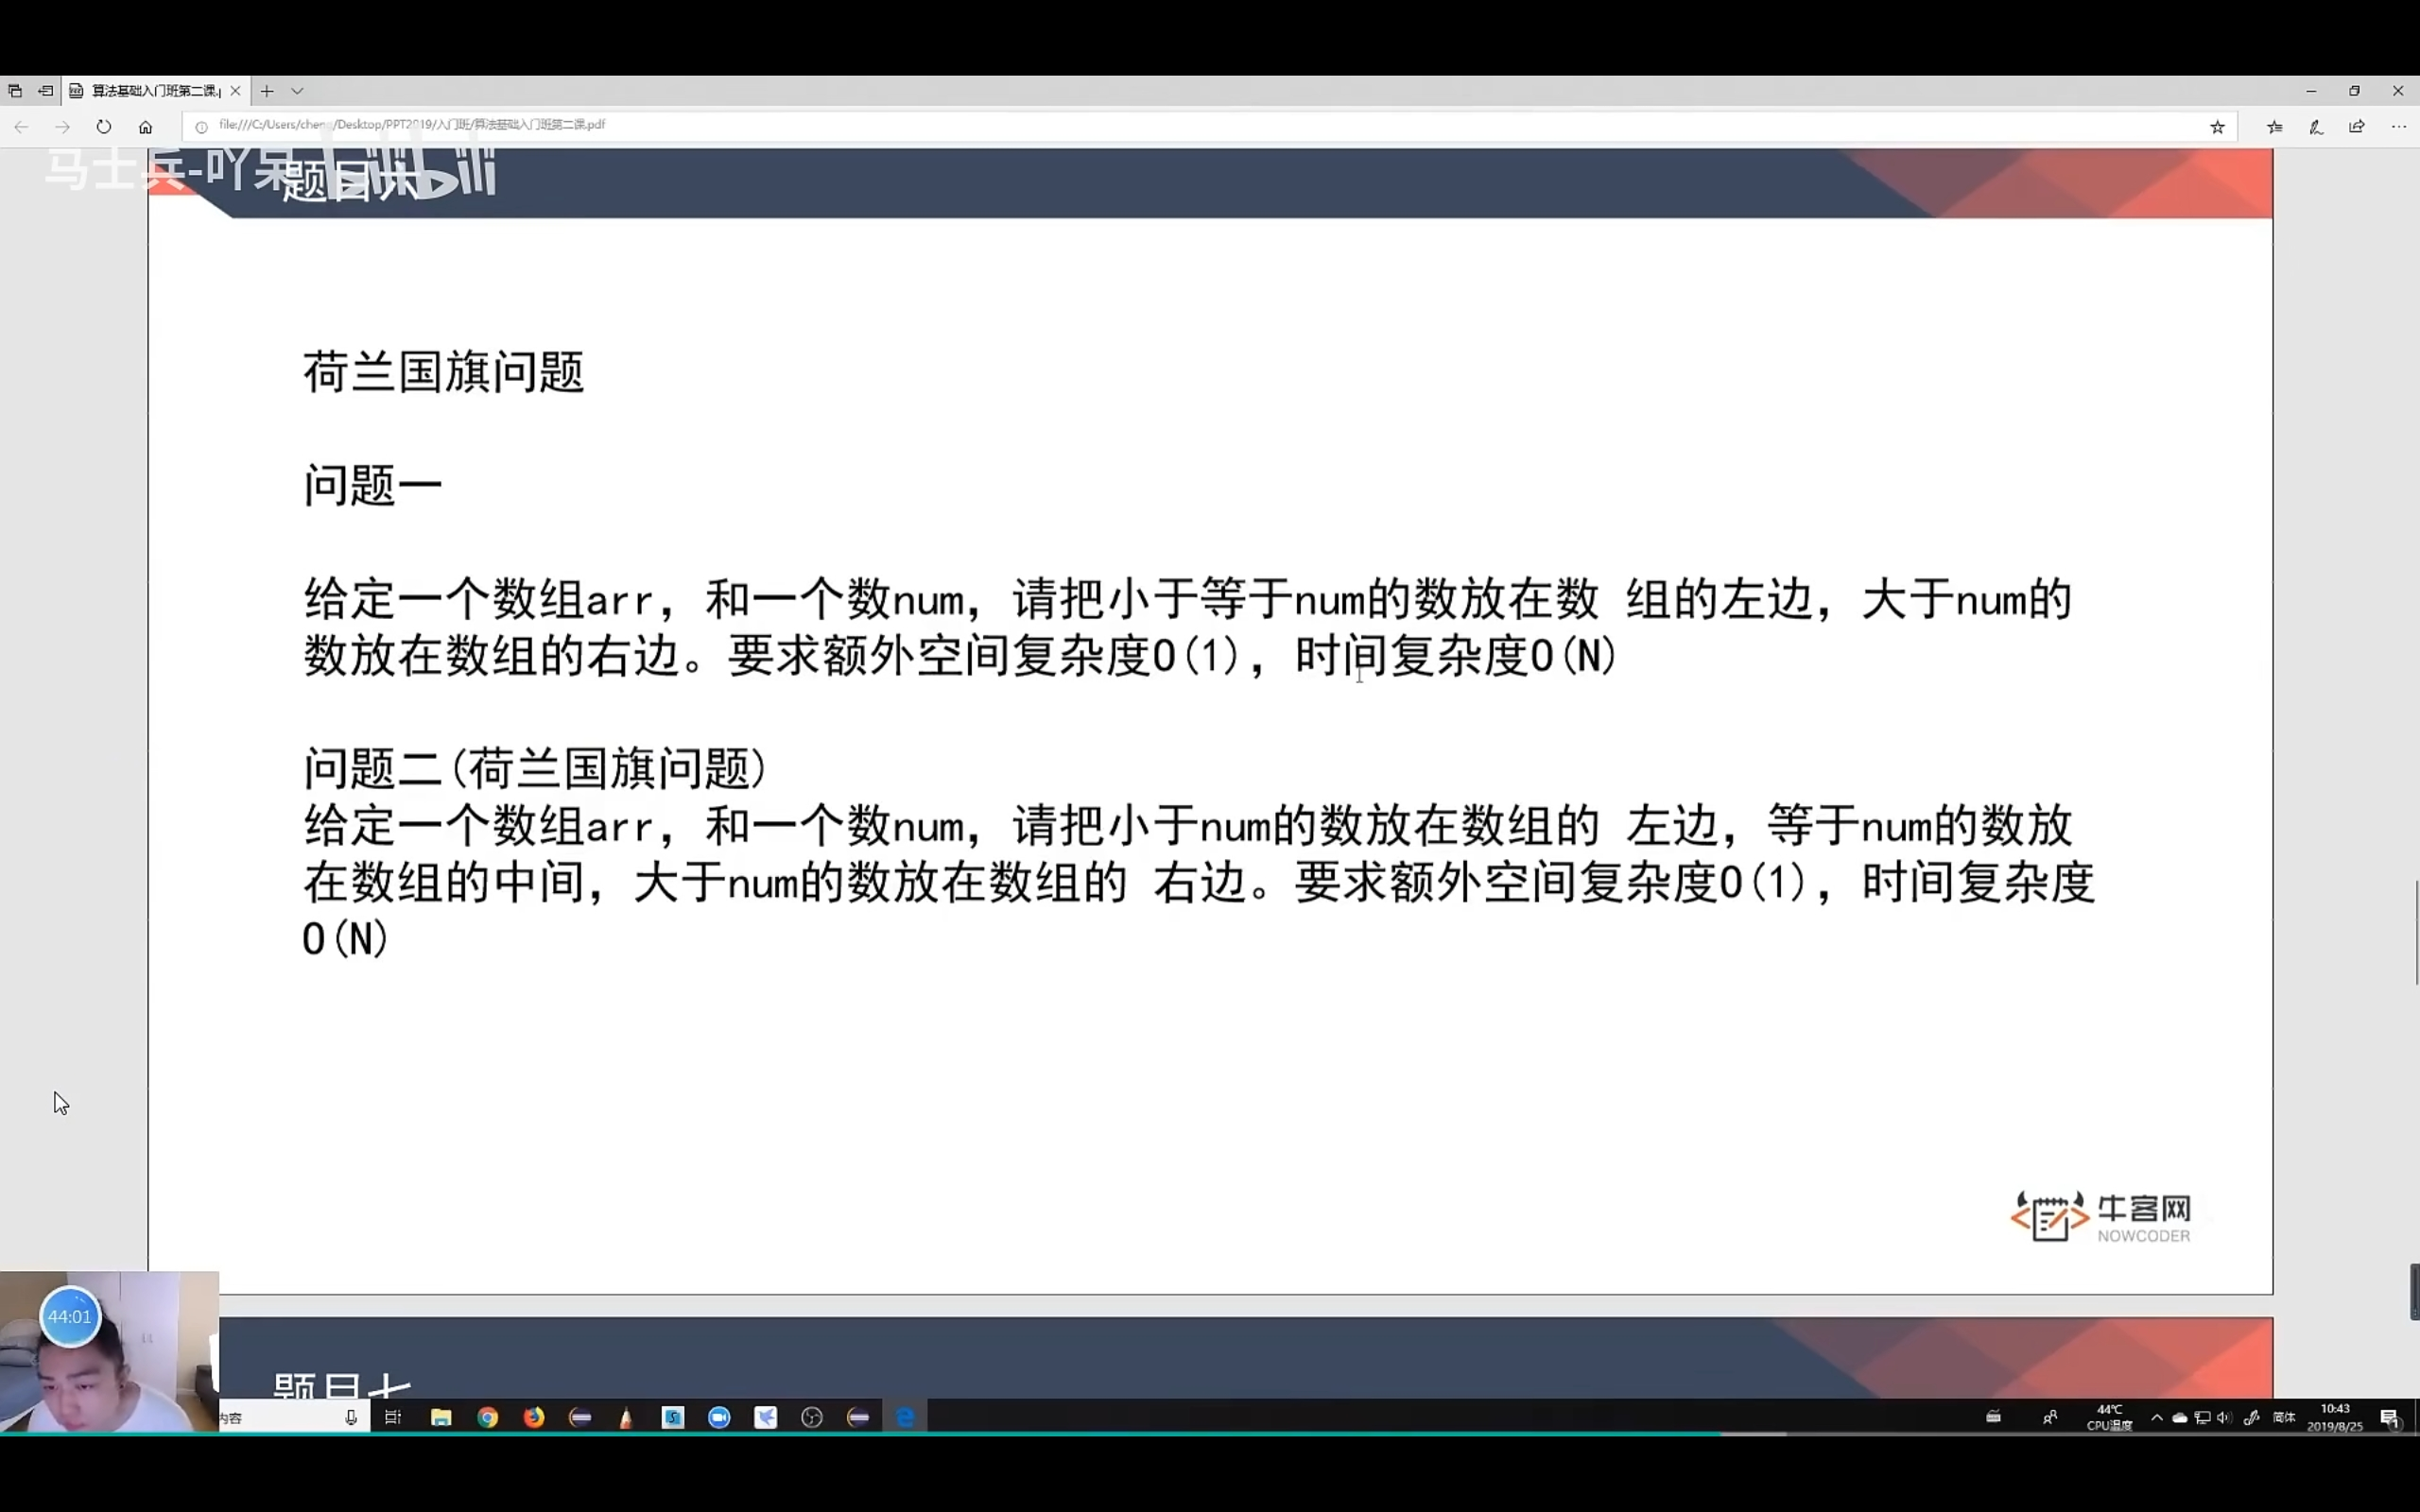 算法基础入门班第二课.p
file:///C:/Users/chen/Desktop/PPT2019/入门班/算法基础入门班第二课.pdf
马士兵-吖呆 bilibili
题目六
荷兰国旗问题
问题一
给定一个数组arr，和一个数num，请把小于等于num的数放在数 组的左边，大于num的
数放在数组的右边。要求额外空间复杂度O(1)，时间复杂度O(N)
问题二(荷兰国旗问题)
给定一个数组arr，和一个数num，请把小于num的数放在数组的 左边，等于num的数放
在数组的中间，大于num的数放在数组的 右边。要求额外空间复杂度O(1)，时间复杂度
O(N)
牛客网
NOWCODER
44:01
题目七
内容
44℃
CPU温度
简体
10:43
2019/8/25
1